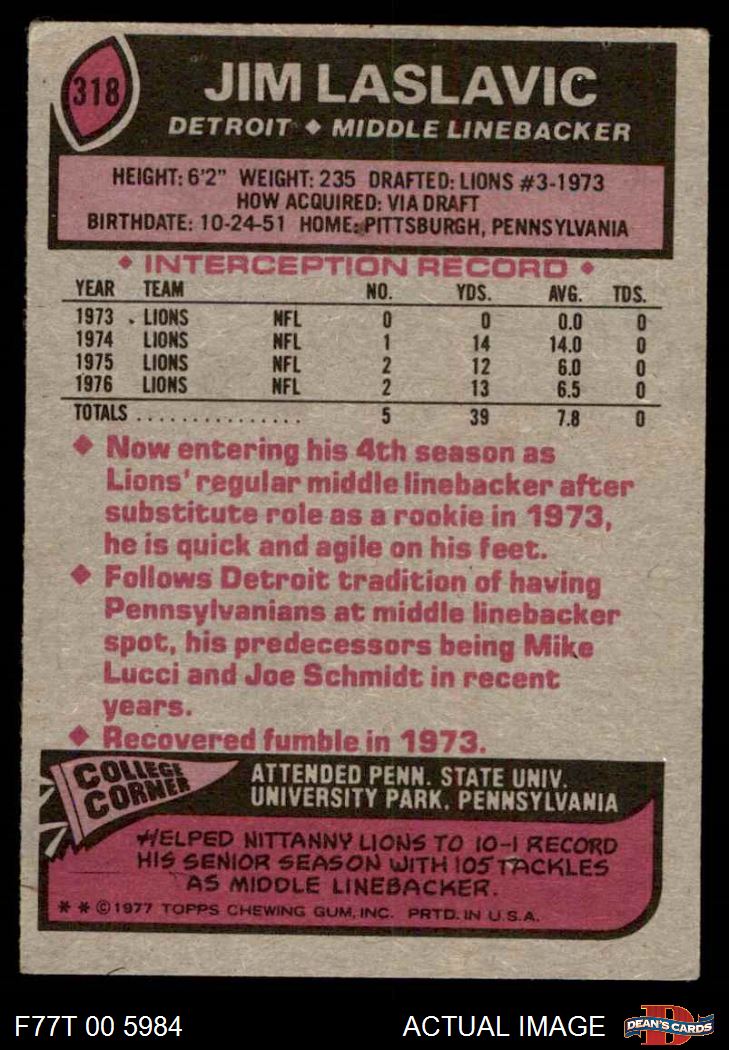 318
JIM LASLAVIC
DETROIT ♦ MIDDLE LINEBACKER
HEIGHT: 6'2" WEIGHT: 235 DRAFTED: LIONS #3-1973
HOW ACQUIRED: VIA DRAFT
BIRTHDATE: 10-24-51 HOME: PITTSBURGH, PENNSYLVANIA
♦ INTERCEPTION RECORD ♦
YEAR TEAM NO. YDS. AVG. TDS.
1973 LIONS NFL 0 0 0.0 0
1974 LIONS NFL 1 14 14.0 0
1975 LIONS NFL 2 12 6.0 0
1976 LIONS NFL 2 13 6.5 0
TOTALS ............... 5 39 7.8 0
♦ Now entering his 4th season as
Lions' regular middle linebacker after
substitute role as a rookie in 1973,
he is quick and agile on his feet.
♦ Follows Detroit tradition of having
Pennsylvanians at middle linebacker
spot, his predecessors being Mike
Lucci and Joe Schmidt in recent
years.
♦ Recovered fumble in 1973.
COLLEGE
CORNER
ATTENDED PENN. STATE UNIV.
UNIVERSITY PARK, PENNSYLVANIA
HELPED NITTANNY LIONS TO 10-1 RECORD
HIS SENIOR SEASON WITH 105 TACKLES
AS MIDDLE LINEBACKER.
* * © 1977 TOPPS CHEWING GUM, INC. PRTD. IN U.S.A.
F77T 00 5984 ACTUAL IMAGE
D
DEAN'S CARDS